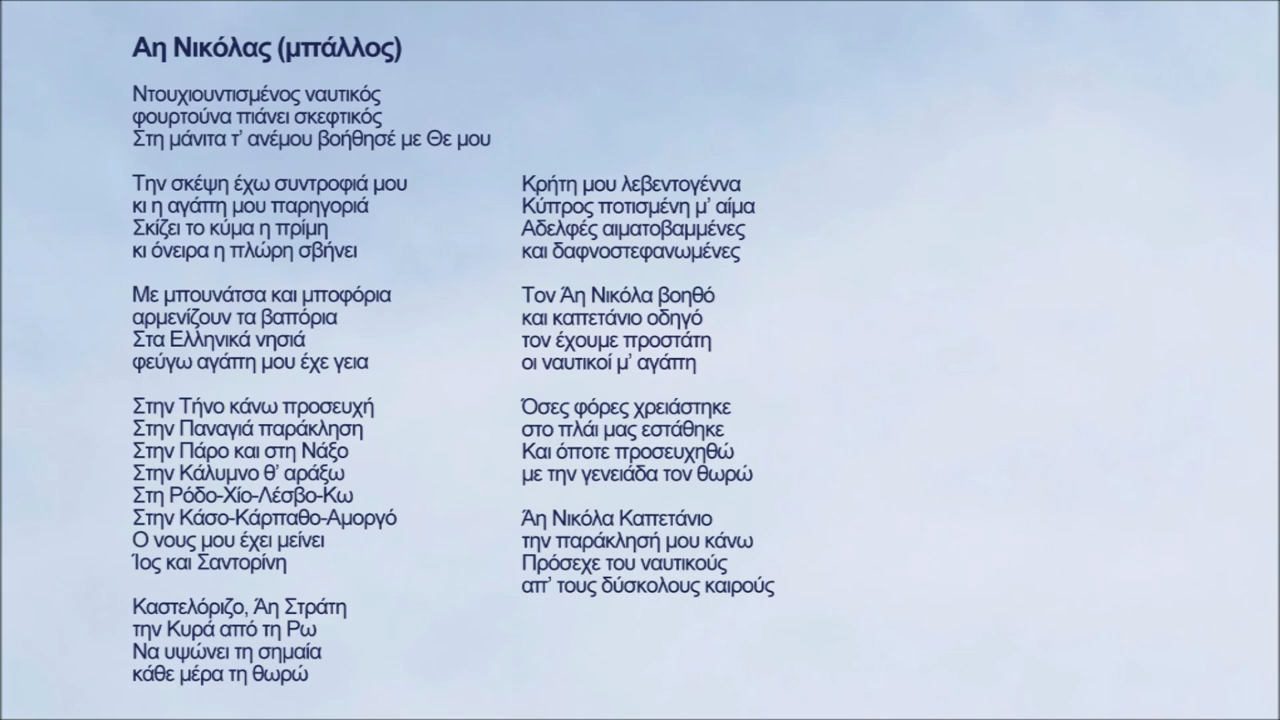 Αη Νικόλας (μπάλλος)
Ντουχιουντισμένος ναυτικός
φουρτούνα πιάνει σκεφτικός
Στη μάνιτα τ’ ανέμου βοήθησέ με Θε μου
Την σκέψη έχω συντροφιά μου
κι η αγάπη μου παρηγοριά
Σκίζει το κύμα η πρίμη
κι όνειρα η πλώρη σβήνει
Με μπουνάτσα και μποφόρια
αρμενίζουν τα βαπόρια
Στα Ελληνικά νησιά
φεύγω αγάπη μου έχε γεια
Στην Τήνο κάνω προσευχή
Στην Παναγιά παράκληση
Στην Πάρο και στη Νάξο
Στην Κάλυμνο θ’ αράξω
Στη Ρόδο-Χίο-Λέσβο-Κω
Στην Κάσο-Κάρπαθο-Αμοργό
Ο νους μου έχει μείνει
Ίος και Σαντορίνη
Καστελόριζο, Άη Στράτη
την Κυρά από τη Ρω
Να υψώνει τη σημαία
κάθε μέρα τη θωρώ
Κρήτη μου λεβεντογέννα
Κύπρος ποτισμένη μ’ αίμα
Αδελφές αιματοβαμμένες
και δαφνοστεφανωμένες
Τον Άη Νικόλα βοηθό
και καπετάνιο οδηγό
τον έχουμε προστάτη
οι ναυτικοί μ’ αγάπη
Όσες φόρες χρειάστηκε
στο πλάι μας εστάθηκε
Και όποτε προσευχηθώ
με την γενειάδα τον θωρώ
Άη Νικόλα Καπετάνιο
την παράκλησή μου κάνω
Πρόσεχε του ναυτικούς
απ’ τους δύσκολους καιρούς